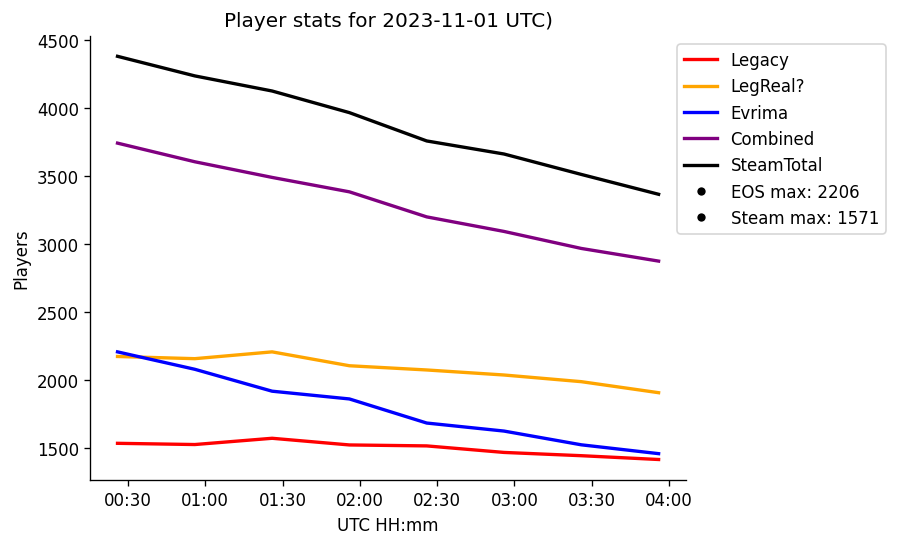 Player stats for 2023-11-01 UTC)
4500
4000
3500
3000
2500
2000
1500
Players
00:30 01:00 01:30 02:00 02:30 03:00 03:30 04:00
UTC HH:mm
Legacy
LegReal?
Evrima
Combined
SteamTotal
EOS max: 2206
Steam max: 1571